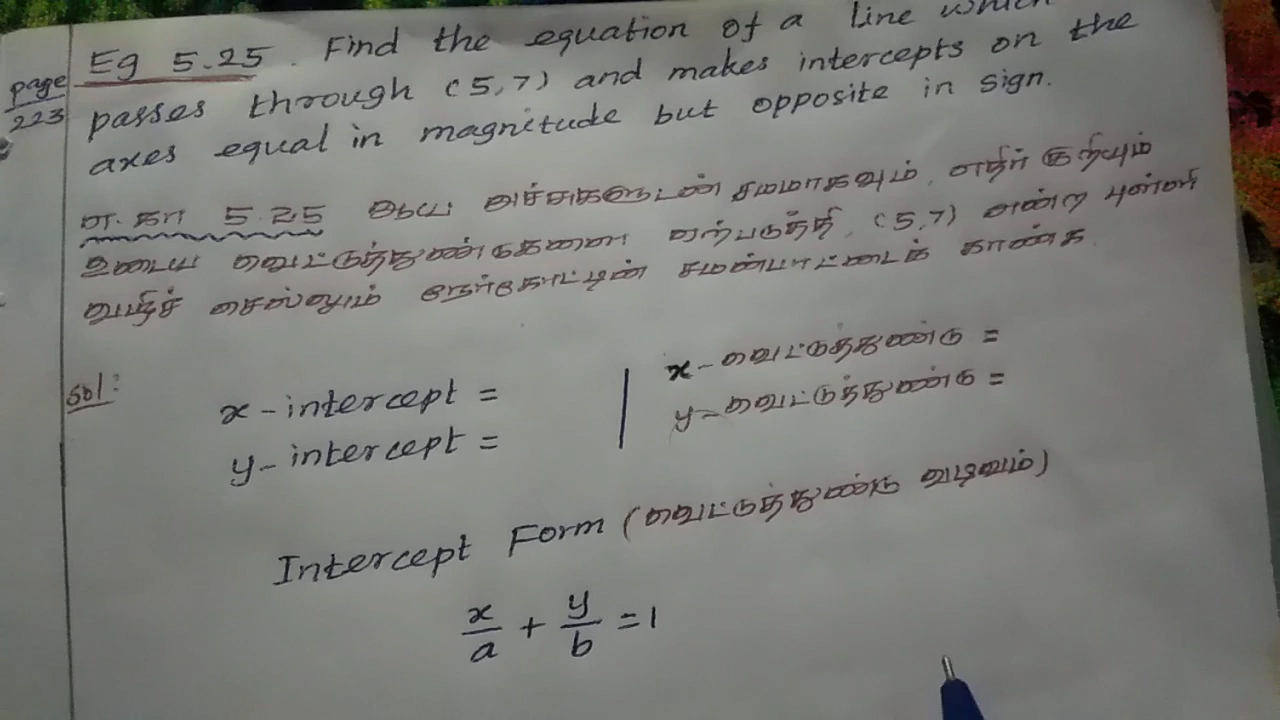 Eg 5.25. Find the equation of a line which
page
223
passes through (5,7) and makes intercepts on the
axes equal in magnitude but opposite in sign.
எ.கா 5.25 ஆய அச்சுகளுடன் சமமாகவும், எதிர் குறியும்
உடைய வெட்டுத்துண்டுகளை ஏற்படுத்தி, (5,7) என்ற புள்ளி
வழிச் செல்லும் நேர்கோட்டின் சமன்பாட்டைக் காண்க.
Sol:
x - intercept =
y - intercept =
x - வெட்டுத்துண்டு =
y - வெட்டுத்துண்டு =
Intercept Form (வெட்டுத்துண்டு வடிவம்)
x/a + y/b = 1